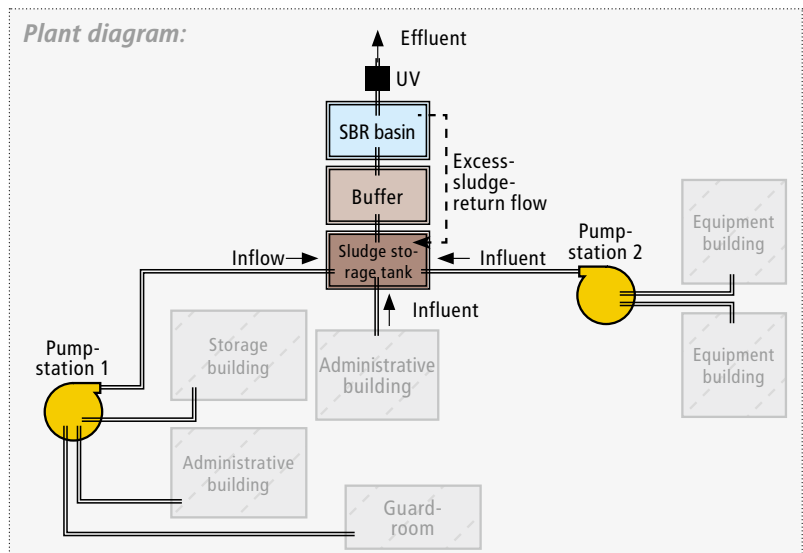 Plant diagram:
Effluent
UV
SBR basin
Excess-
sludge-
return flow
Buffer
Sludge sto-
rage tank
Inflow
Influent
Influent
Pump-
station 2
Equipment
building
Equipment
building
Administrative
building
Storage
building
Pump-
station 1
Administrative
building
Guard-
room